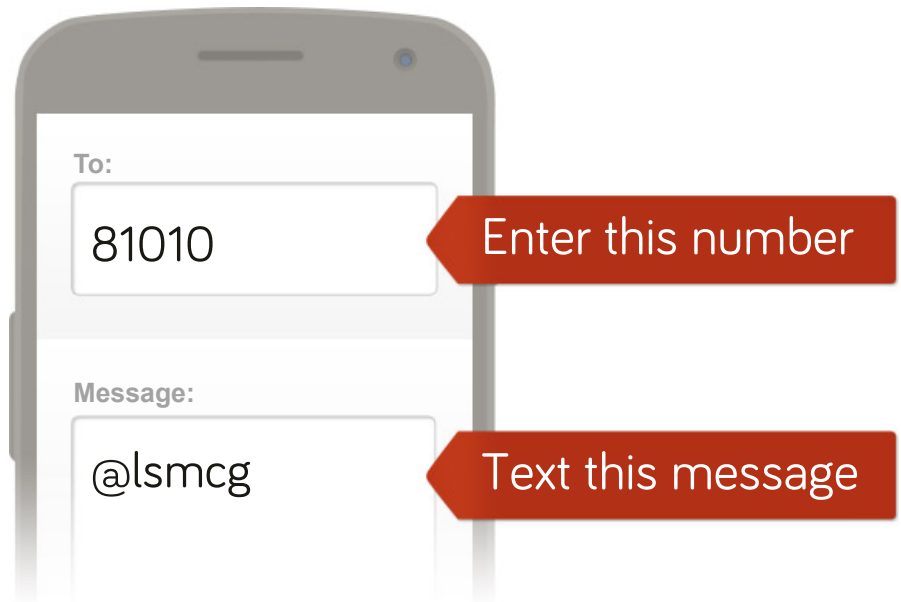 To:
81010
Enter this number
Message:
@lsmcg
Text this message